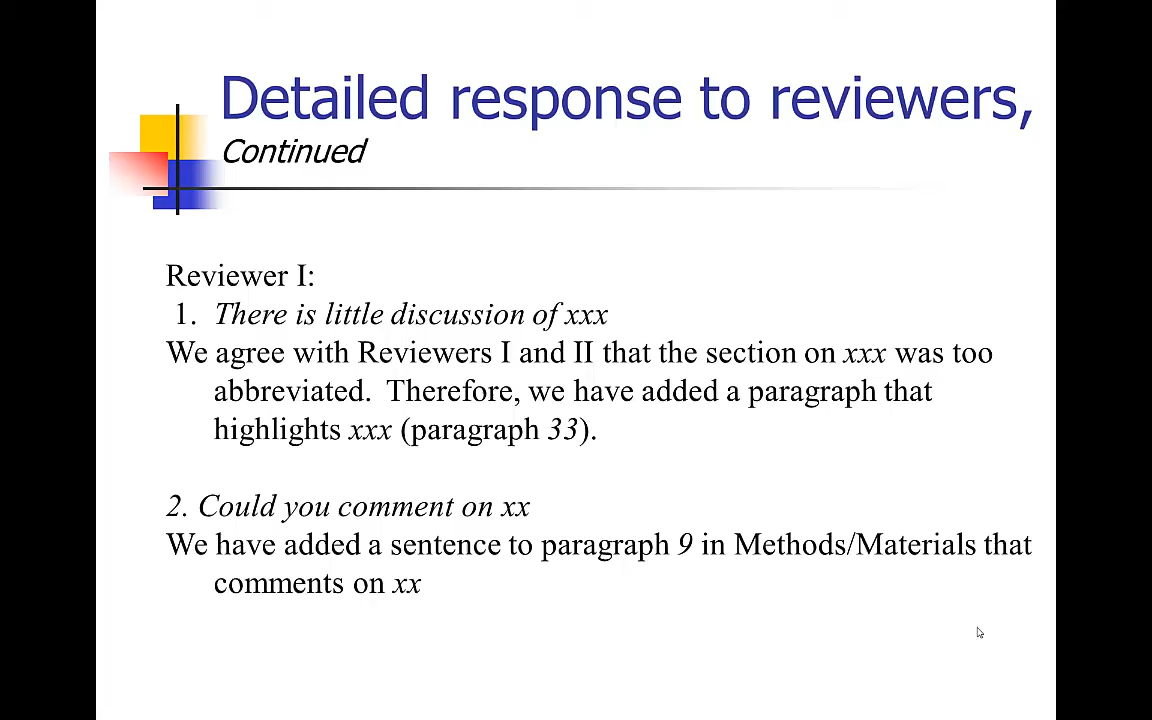 Detailed response to reviewers,
Continued
Reviewer I:
1. There is little discussion of xxx
We agree with Reviewers I and II that the section on xxx was too
abbreviated. Therefore, we have added a paragraph that
highlights xxx (paragraph 33).
2. Could you comment on xx
We have added a sentence to paragraph 9 in Methods/Materials that
comments on xx